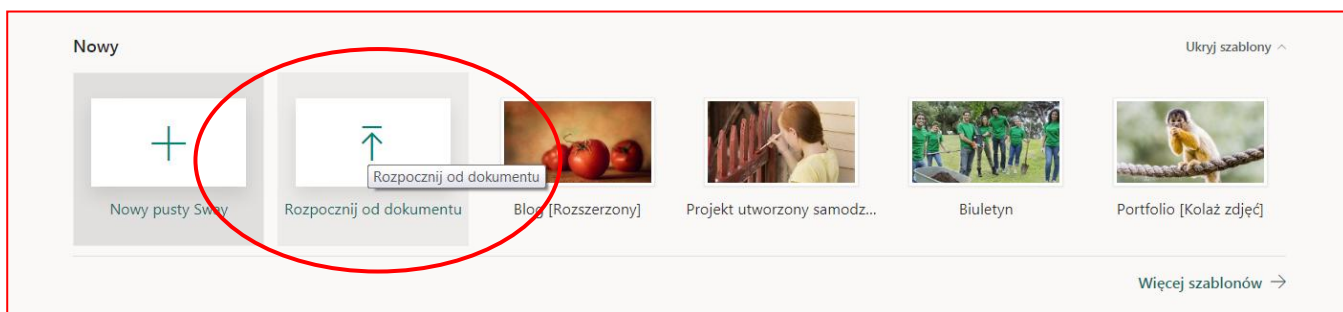 Nowy
Ukryj szablony
Rozpocznij od dokumentu
Nowy pusty Sway
Rozpocznij od dokumentu
Blog [Rozszerzony]
Projekt utworzony samodz...
Biuletyn
Portfolio [Kolaż zdjęć]
Więcej szablonów